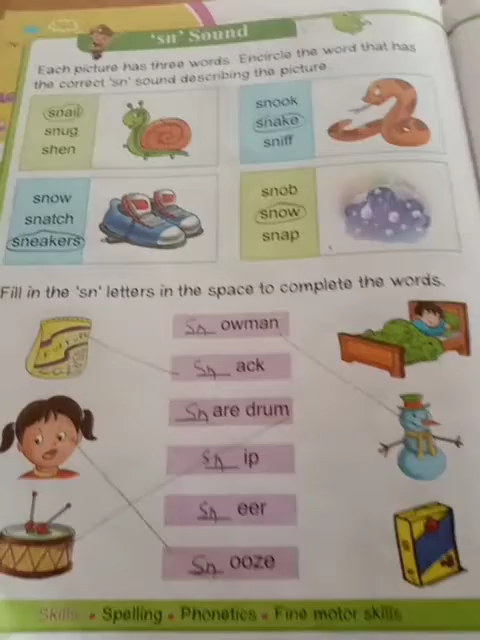 'sn' Sound
Each picture has three words. Encircle the word that has
the correct 'sn' sound describing the picture.
snail
snug
shen
snook
snake
sniff
snow
snatch
sneakers
snob
snow
snap
Fill in the 'sn' letters in the space to complete the words.
Sn owman
Sn ack
Sn are drum
Sn ip
Sn eer
Sn ooze
Skills • Spelling • Phonetics • Fine motor skills